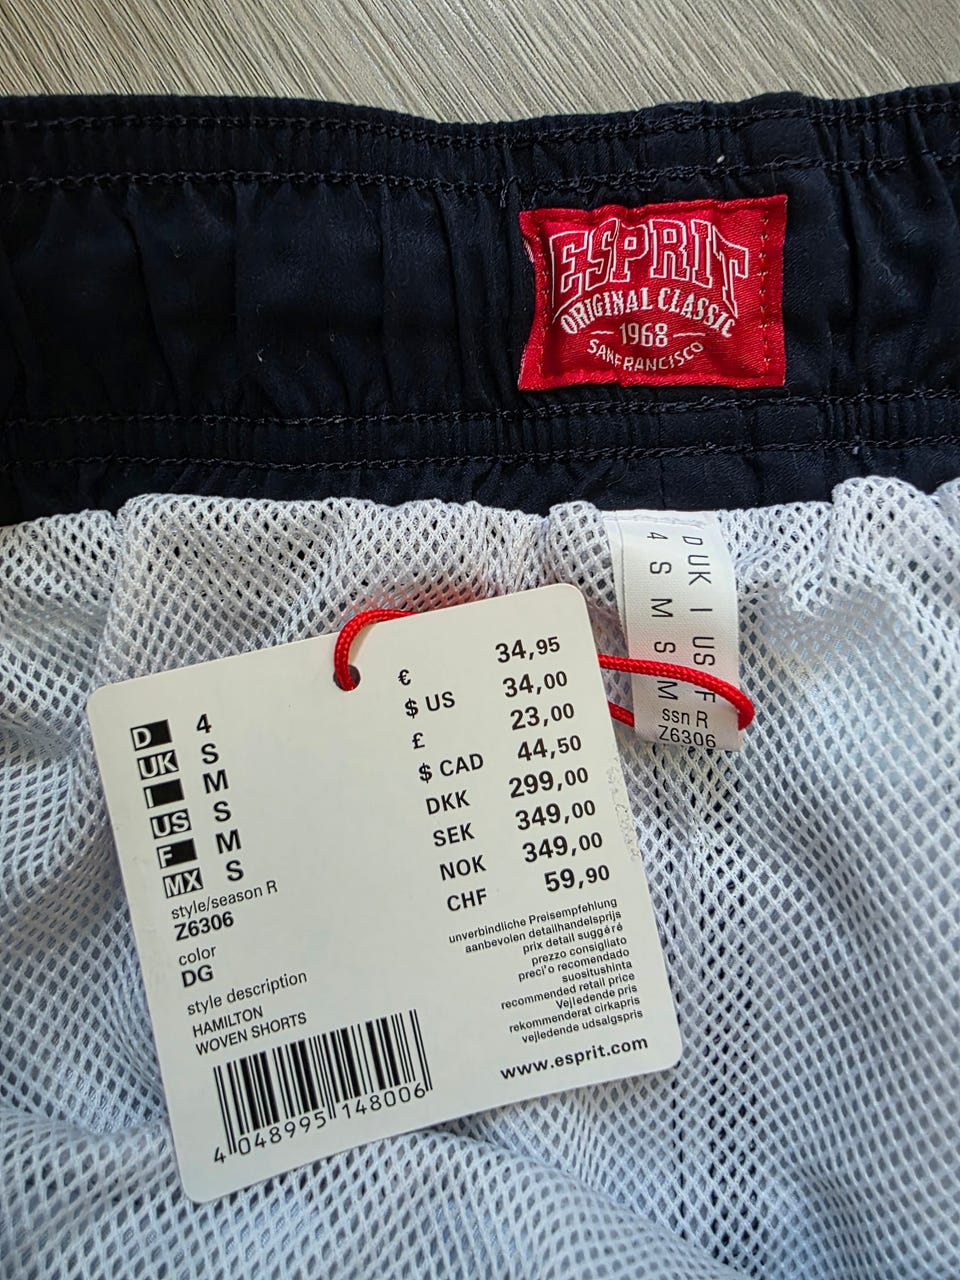 ESPRIT
ORIGINAL CLASSIC
1968
SAN FRANCISCO
D UK I US F
4 S M S M
ssn R
Z6306
D 4
UK S
I M
US S
F M
MX S
style/season R
Z6306
color
DG
style description
HAMILTON
WOVEN SHORTS
4 048995 148006
€ 34,95
$ US 34,00
£ 23,00
$ CAD 44,50
DKK 299,00
SEK 349,00
NOK 349,00
CHF 59,90
unverbindliche Preisempfehlung
aanbevolen detailhandelsprijs
prix detail suggéré
prezzo consigliato
preci'o recomendado
suositushinta
recommended retail price
Vejledende pris
rekommenderat cirkapris
vejledende udsalgspris
www.esprit.com